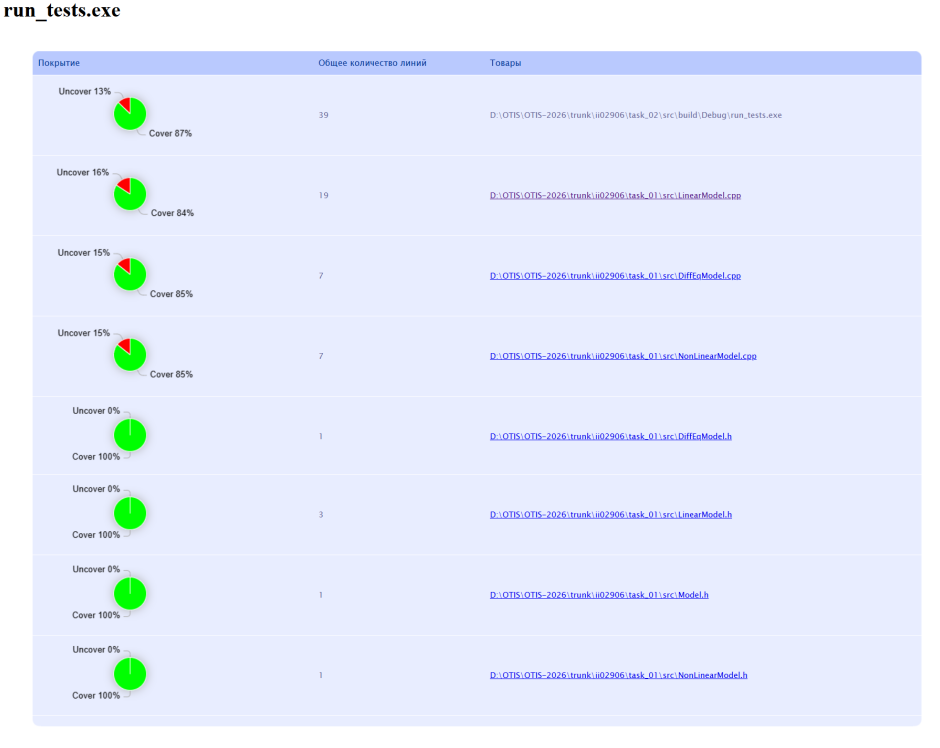 run_tests.exe
Покрытие Общее количество линий Товары
Uncover 13%
39 D:\OTIS\OTIS-2026\trunk\ii02906\task_02\src\build\Debug\run_tests.exe
Cover 87%
Uncover 16%
19 D:\OTIS\OTIS-2026\trunk\ii02906\task_01\src\LinearModel.cpp
Cover 84%
Uncover 15%
7 D:\OTIS\OTIS-2026\trunk\ii02906\task_01\src\DiffEqModel.cpp
Cover 85%
Uncover 15%
7 D:\OTIS\OTIS-2026\trunk\ii02906\task_01\src\NonLinearModel.cpp
Cover 85%
Uncover 0%
1 D:\OTIS\OTIS-2026\trunk\ii02906\task_01\src\DiffEqModel.h
Cover 100%
Uncover 0%
3 D:\OTIS\OTIS-2026\trunk\ii02906\task_01\src\LinearModel.h
Cover 100%
Uncover 0%
1 D:\OTIS\OTIS-2026\trunk\ii02906\task_01\src\Model.h
Cover 100%
Uncover 0%
1 D:\OTIS\OTIS-2026\trunk\ii02906\task_01\src\NonLinearModel.h
Cover 100%